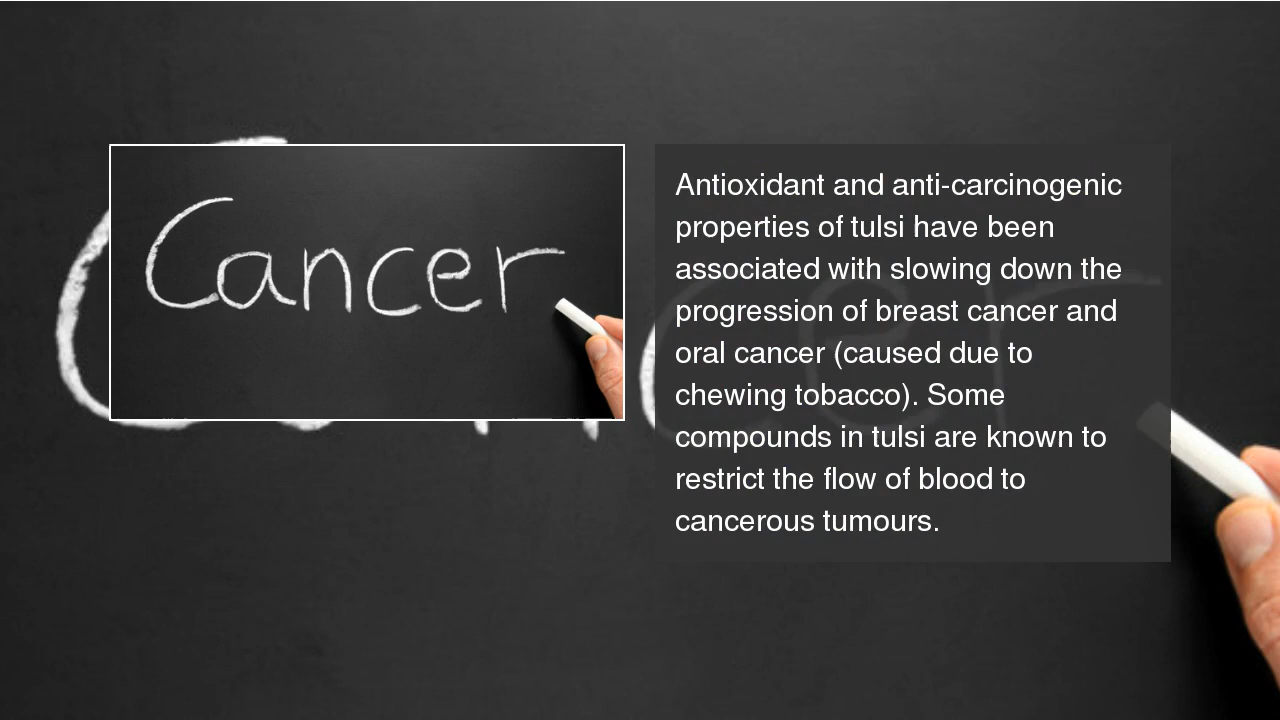 Cancer
Antioxidant and anti-carcinogenic
properties of tulsi have been
associated with slowing down the
progression of breast cancer and
oral cancer (caused due to
chewing tobacco). Some
compounds in tulsi are known to
restrict the flow of blood to
cancerous tumours.